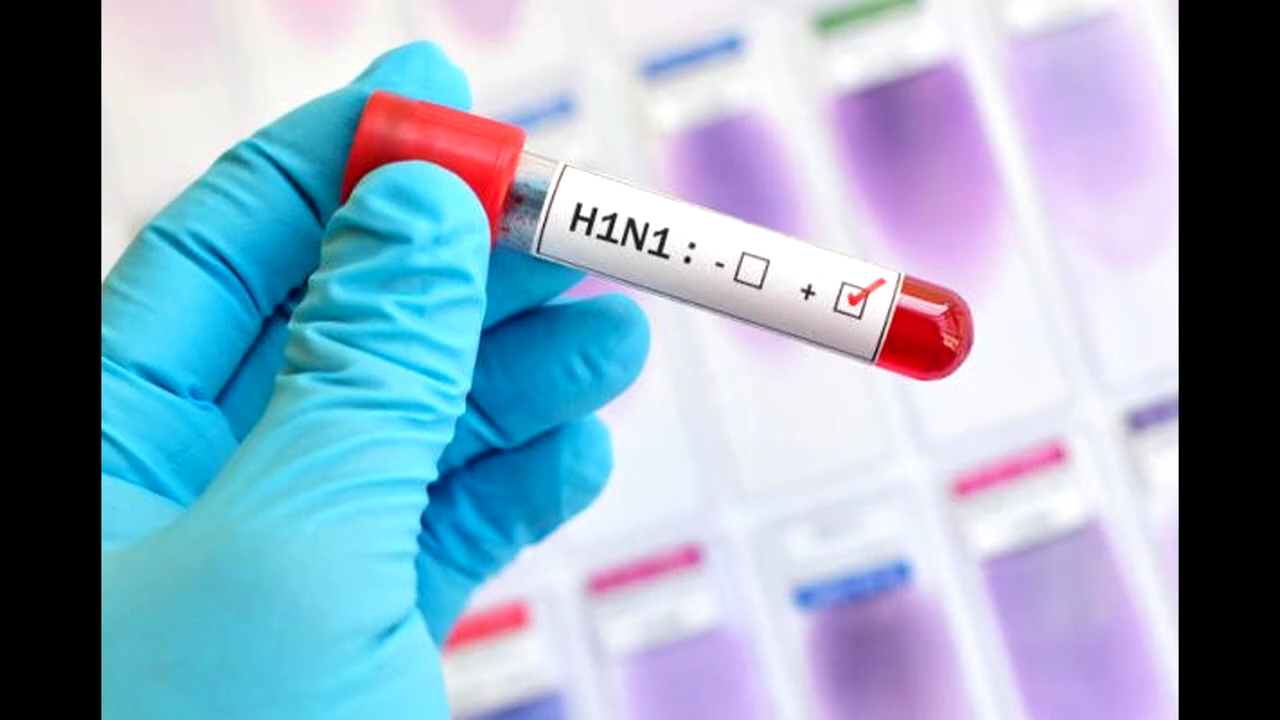 H1N1: - ☐ + ☑